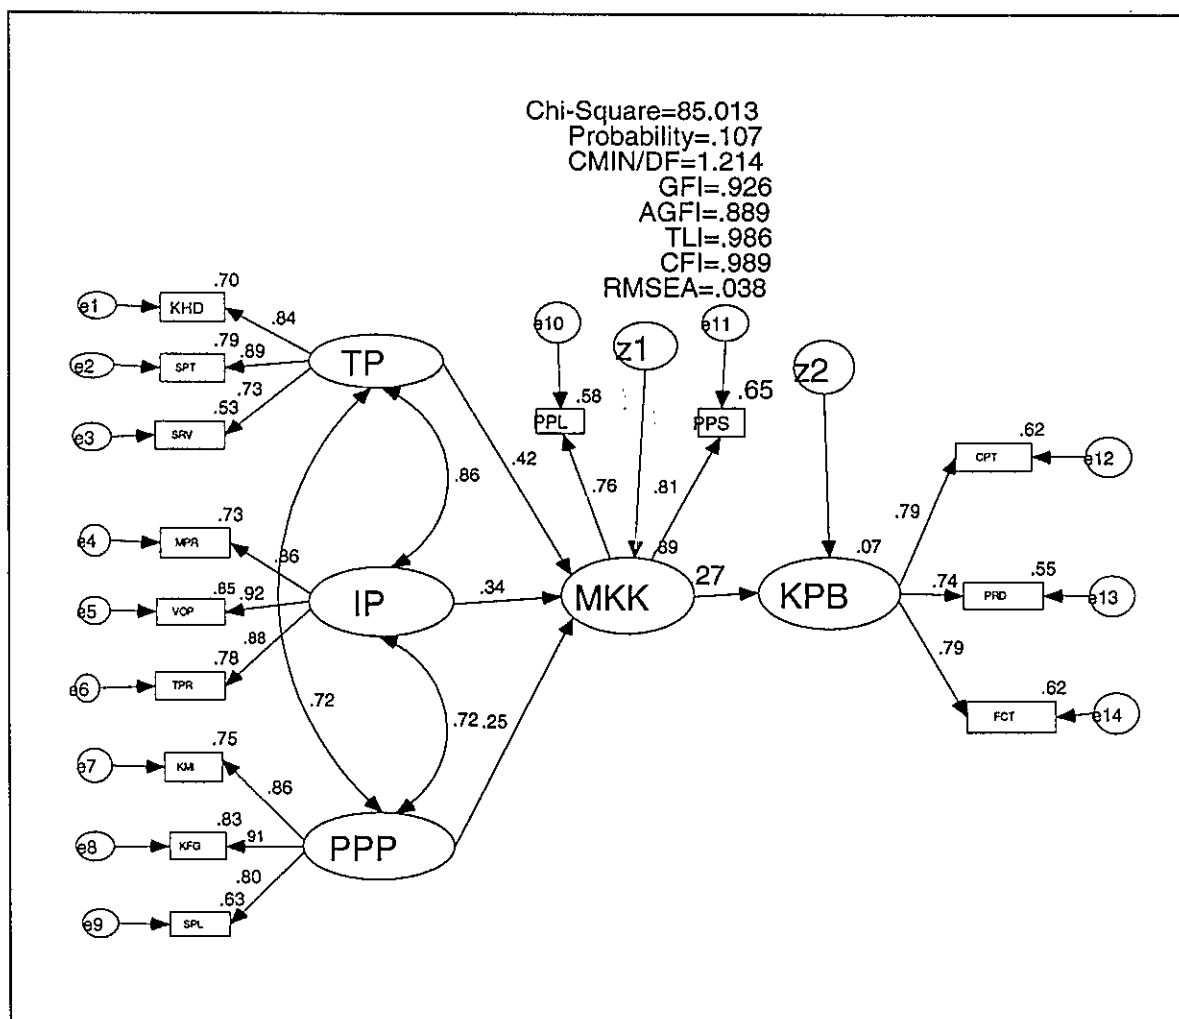 Chi-Square=85.013
Probability=.107
CMIN/DF=1.214
GFI=.926
AGFI=.889
TLI=.986
CFI=.989
RMSEA=.038
e1
KHD
.70
.84
e2
SPT
.79
.89
e3
SRV
.53
.73
TP
e10
PPL
.58
z1
e11
PPS
.65
z2
CPT
.62
e12
.86
.42
.76
.81
.79
e4
MPR
.73
.86
e5
VOP
.85
.92
e6
TPR
.78
.88
IP
.34
MKK
.89
.27
KPB
.07
.74
PRD
.55
e13
.79
FCT
.62
e14
.72
.72
.25
e7
KMI
.75
.86
e8
KFG
.83
.91
e9
SPL
.63
.80
PPP